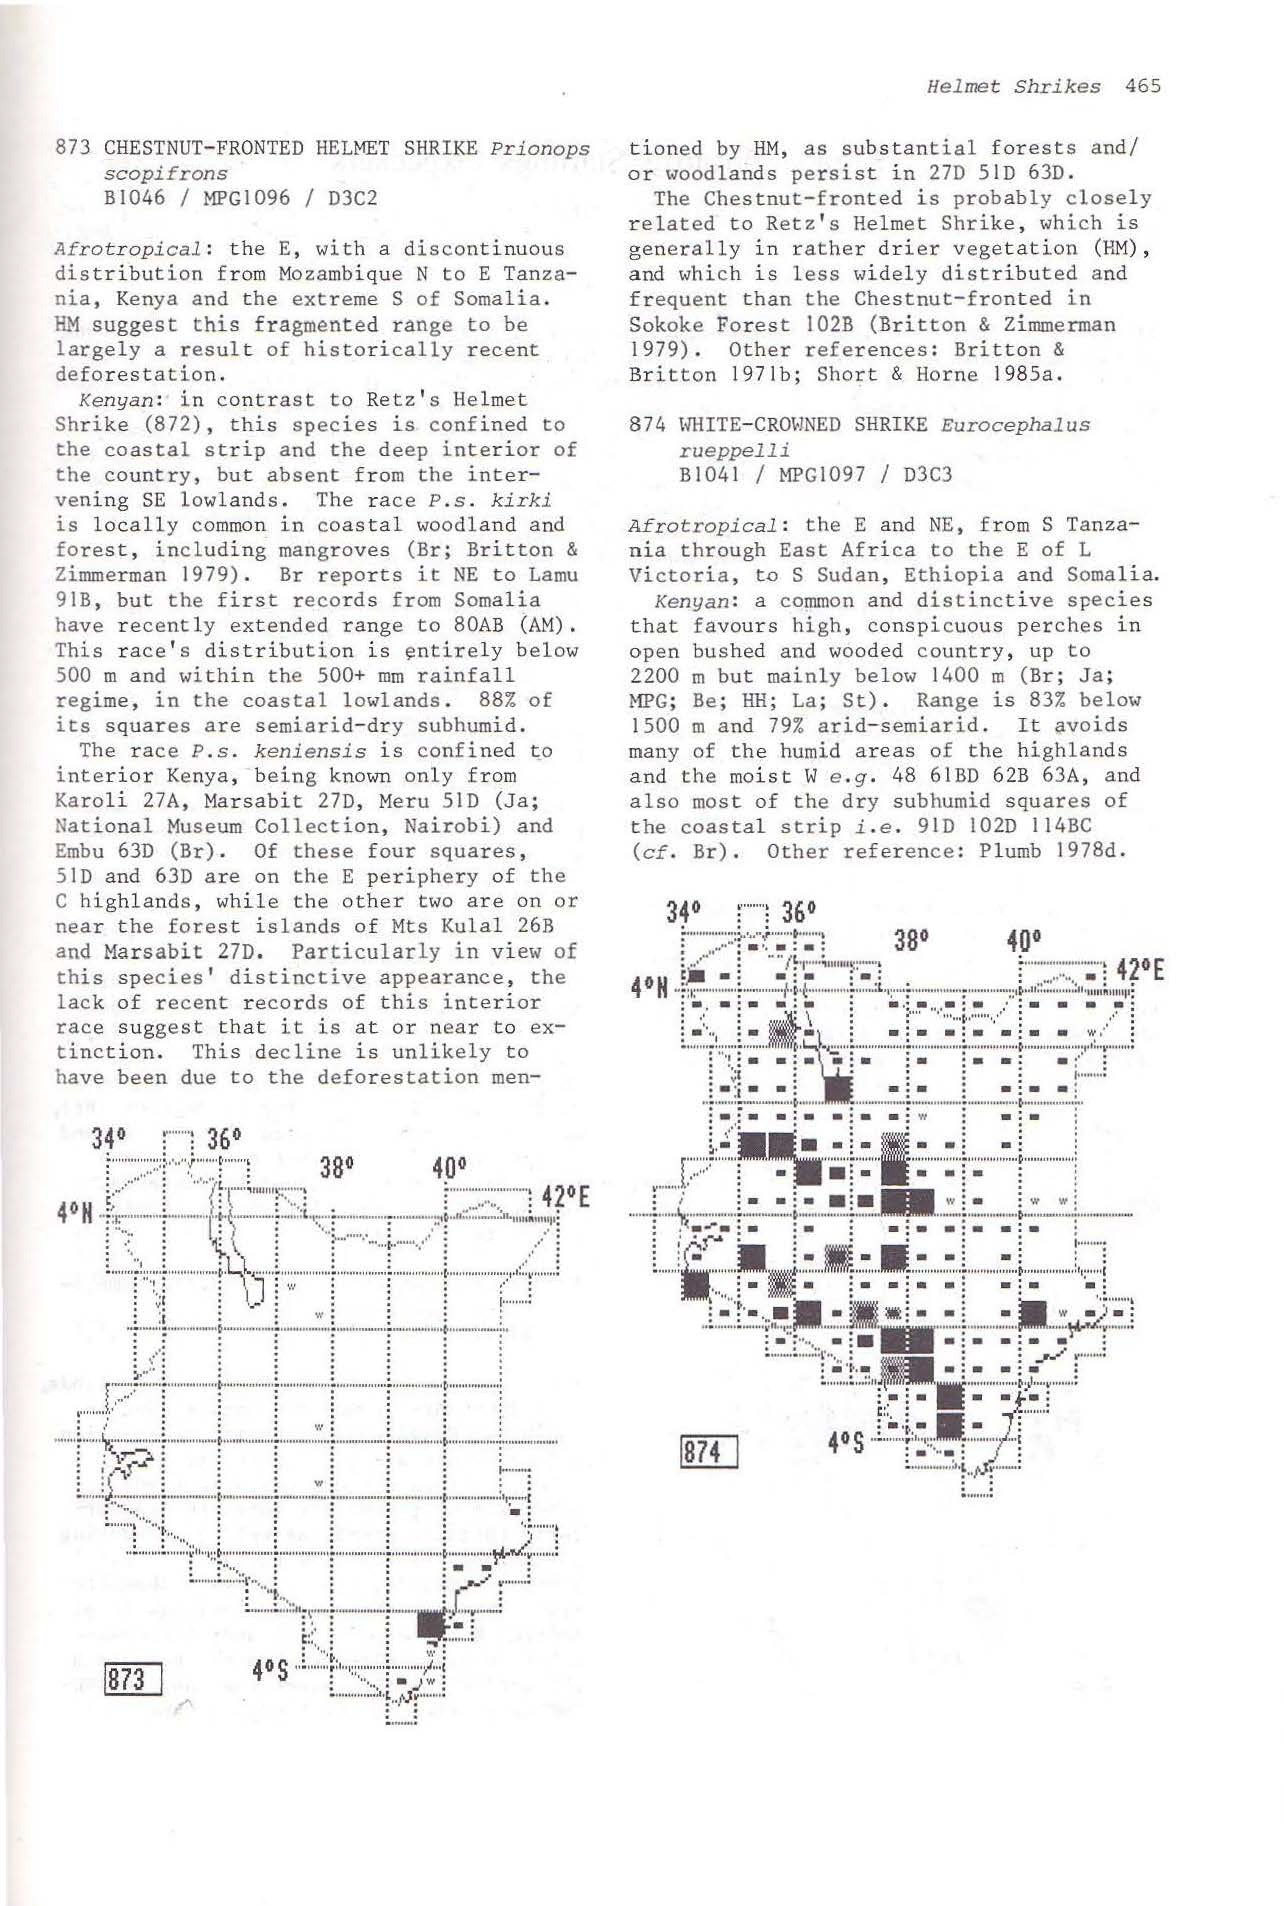 Helmet Shrikes 465
873 CHESTNUT-FRONTED HELMET SHRIKE Prionops
scopifrons
B1046 / MPG1096 / D3C2
Afrotropical: the E, with a discontinuous
distribution from Mozambique N to E Tanza-
nia, Kenya and the extreme S of Somalia.
HM suggest this fragmented range to be
largely a result of historically recent
deforestation.
Kenyan: in contrast to Retz's Helmet
Shrike (872), this species is confined to
the coastal strip and the deep interior of
the country, but absent from the inter-
vening SE lowlands. The race P.s. kirki
is locally common in coastal woodland and
forest, including mangroves (Br; Britton &
Zimmerman 1979). Br reports it NE to Lamu
91B, but the first records from Somalia
have recently extended range to 80AB (AM).
This race's distribution is entirely below
500 m and within the 500+ mm rainfall
regime, in the coastal lowlands. 88% of
its squares are semiarid-dry subhumid.
The race P.s. keniensis is confined to
interior Kenya, being known only from
Karoli 27A, Marsabit 27D, Meru 51D (Ja;
National Museum Collection, Nairobi) and
Embu 63D (Br). Of these four squares,
51D and 63D are on the E periphery of the
C highlands, while the other two are on or
near the forest islands of Mts Kulal 26B
and Marsabit 27D. Particularly in view of
this species' distinctive appearance, the
lack of recent records of this interior
race suggest that it is at or near to ex-
tinction. This decline is unlikely to
have been due to the deforestation men-
34° 36°
38° 40°
42°E
4°N
w
w
w
w
w
w
w
4°S
873
tioned by HM, as substantial forests and/
or woodlands persist in 27D 51D 63D.
The Chestnut-fronted is probably closely
related to Retz's Helmet Shrike, which is
generally in rather drier vegetation (HM),
and which is less widely distributed and
frequent than the Chestnut-fronted in
Sokoke Forest 102B (Britton & Zimmerman
1979). Other references: Britton &
Britton 1971b; Short & Horne 1985a.
874 WHITE-CROWNED SHRIKE Eurocephalus
rueppelli
B1041 / MPG1097 / D3C3
Afrotropical: the E and NE, from S Tanza-
nia through East Africa to the E of L
Victoria, to S Sudan, Ethiopia and Somalia.
Kenyan: a common and distinctive species
that favours high, conspicuous perches in
open bushed and wooded country, up to
2200 m but mainly below 1400 m (Br; Ja;
MPG; Be; HH; La; St). Range is 83% below
1500 m and 79% arid-semiarid. It avoids
many of the humid areas of the highlands
and the moist W e.g. 48 61BD 62B 63A, and
also most of the dry subhumid squares of
the coastal strip i.e. 91D 102D 114BC
(cf. Br). Other reference: Plumb 1978d.
34° 36°
38° 40°
42°E
4°N
w
w
w w w
w
4°S
874